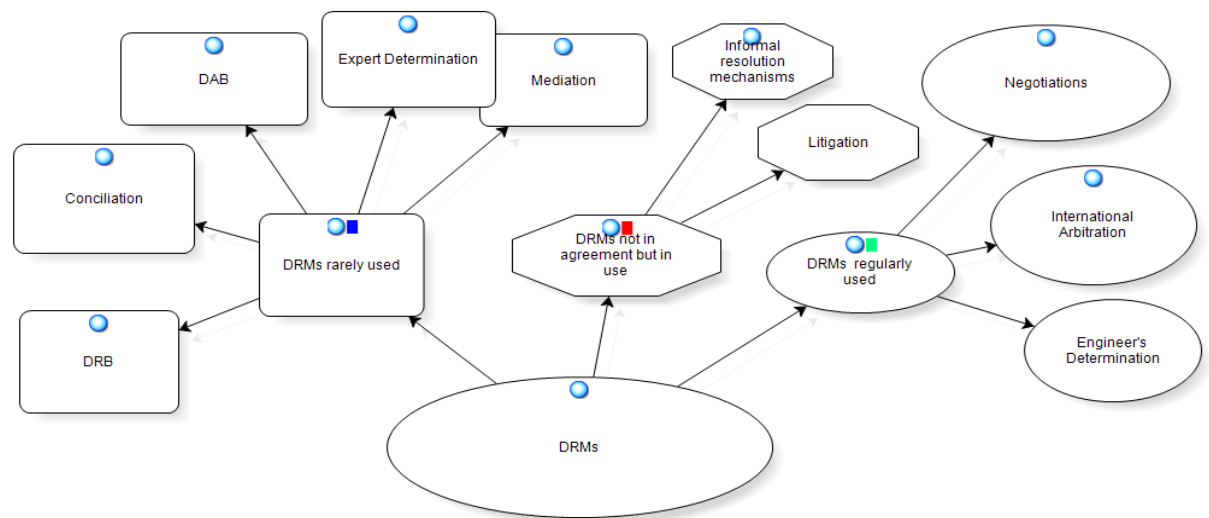 Informal
resolution
mechanisms
Expert Determination
DAB
Mediation
Negotiations
Litigation
Conciliation
International
Arbitration
DRMs not in
agreement but in
use
DRMs rarely used
DRMs regularly
used
Engineer's
Determination
DRB
DRMs